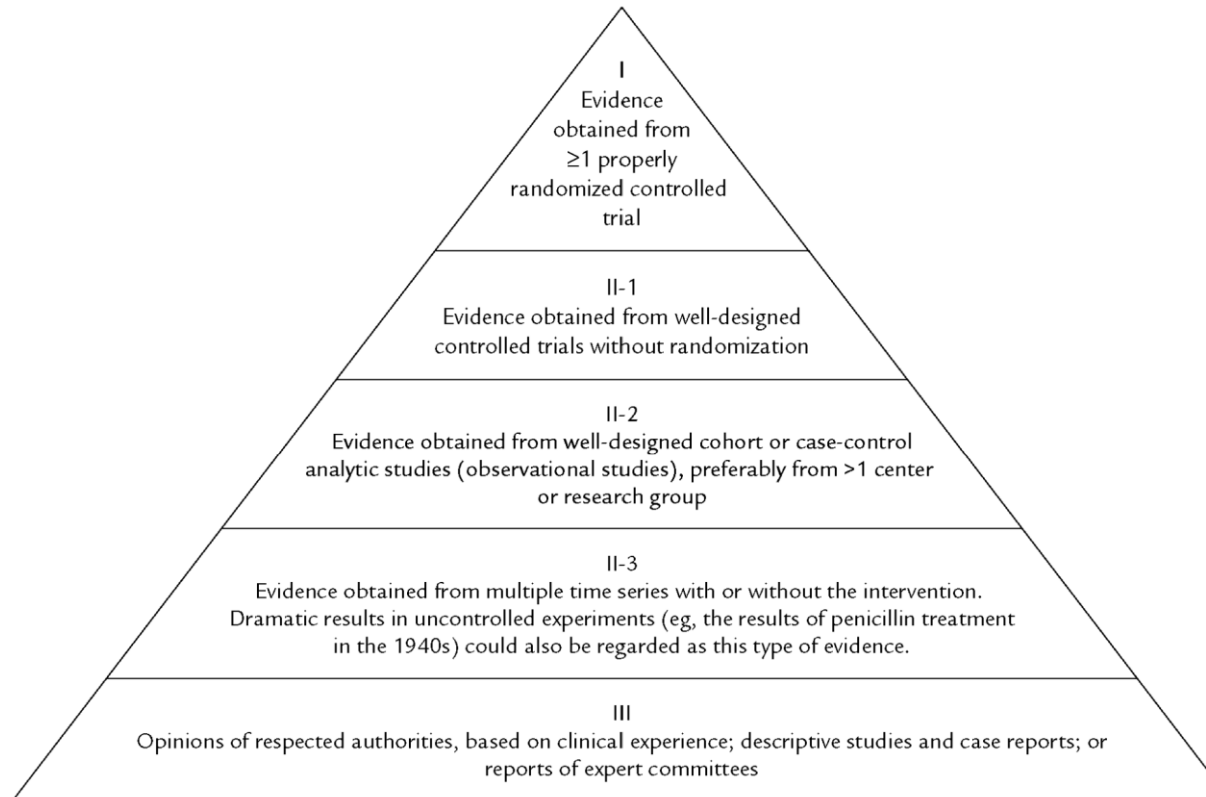 I
Evidence
obtained from
≥1 properly
randomized controlled
trial
II-1
Evidence obtained from well-designed
controlled trials without randomization
II-2
Evidence obtained from well-designed cohort or case-control
analytic studies (observational studies), preferably from >1 center
or research group
II-3
Evidence obtained from multiple time series with or without the intervention.
Dramatic results in uncontrolled experiments (eg, the results of penicillin treatment
in the 1940s) could also be regarded as this type of evidence.
III
Opinions of respected authorities, based on clinical experience; descriptive studies and case reports; or
reports of expert committees